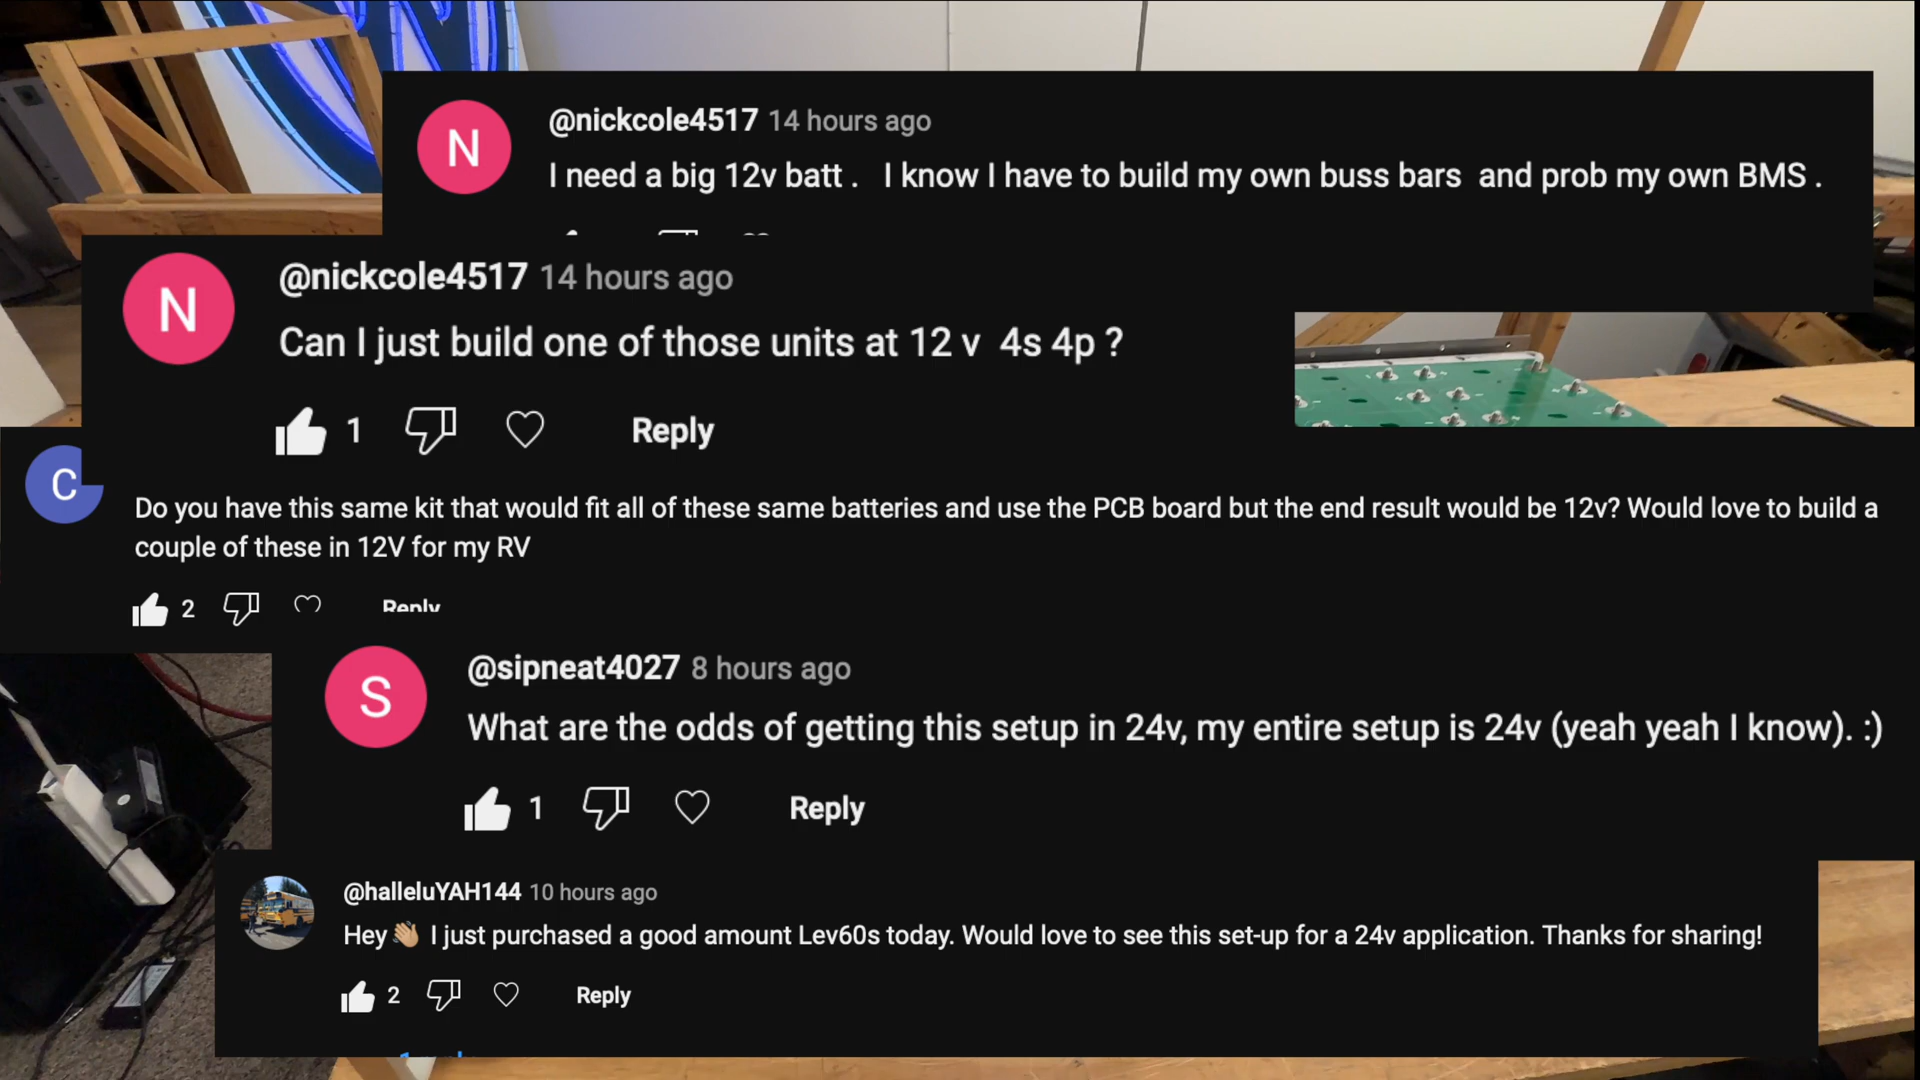 N
@nickcole4517 14 hours ago
I need a big 12v batt . I know I have to build my own buss bars and prob my own BMS .
N
@nickcole4517 14 hours ago
Can I just build one of those units at 12 v 4s 4p ?
1 Reply
C
Do you have this same kit that would fit all of these same batteries and use the PCB board but the end result would be 12v? Would love to build a
couple of these in 12V for my RV
2 Reply
S
@sipneat4027 8 hours ago
What are the odds of getting this setup in 24v, my entire setup is 24v (yeah yeah I know). :)
1 Reply
@halleluYAH144 10 hours ago
Hey👋🏼 I just purchased a good amount Lev60s today. Would love to see this set-up for a 24v application. Thanks for sharing!
2 Reply